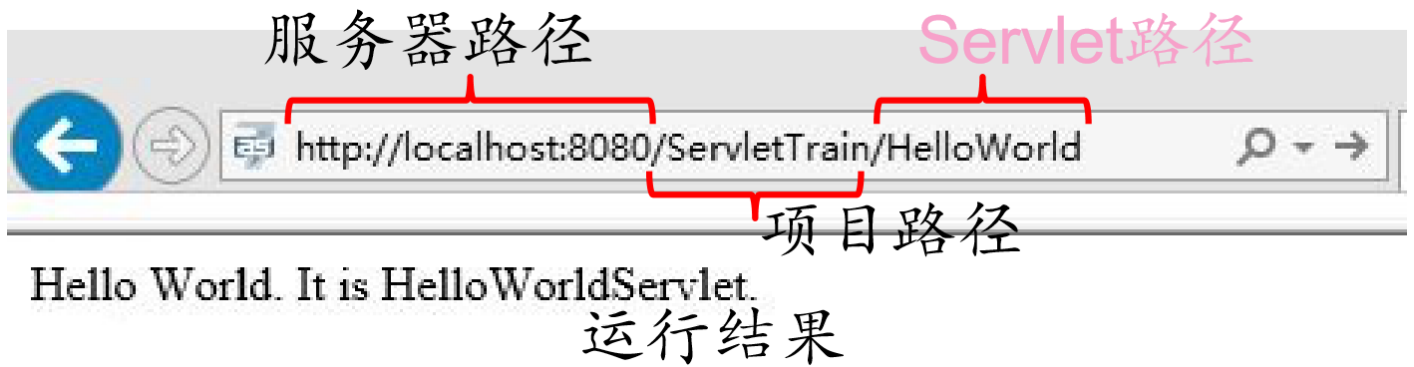 服务器路径 Servlet路径
http://localhost:8080/ServletTrain/HelloWorld
项目路径
Hello World. It is HelloWorldServlet.
运行结果